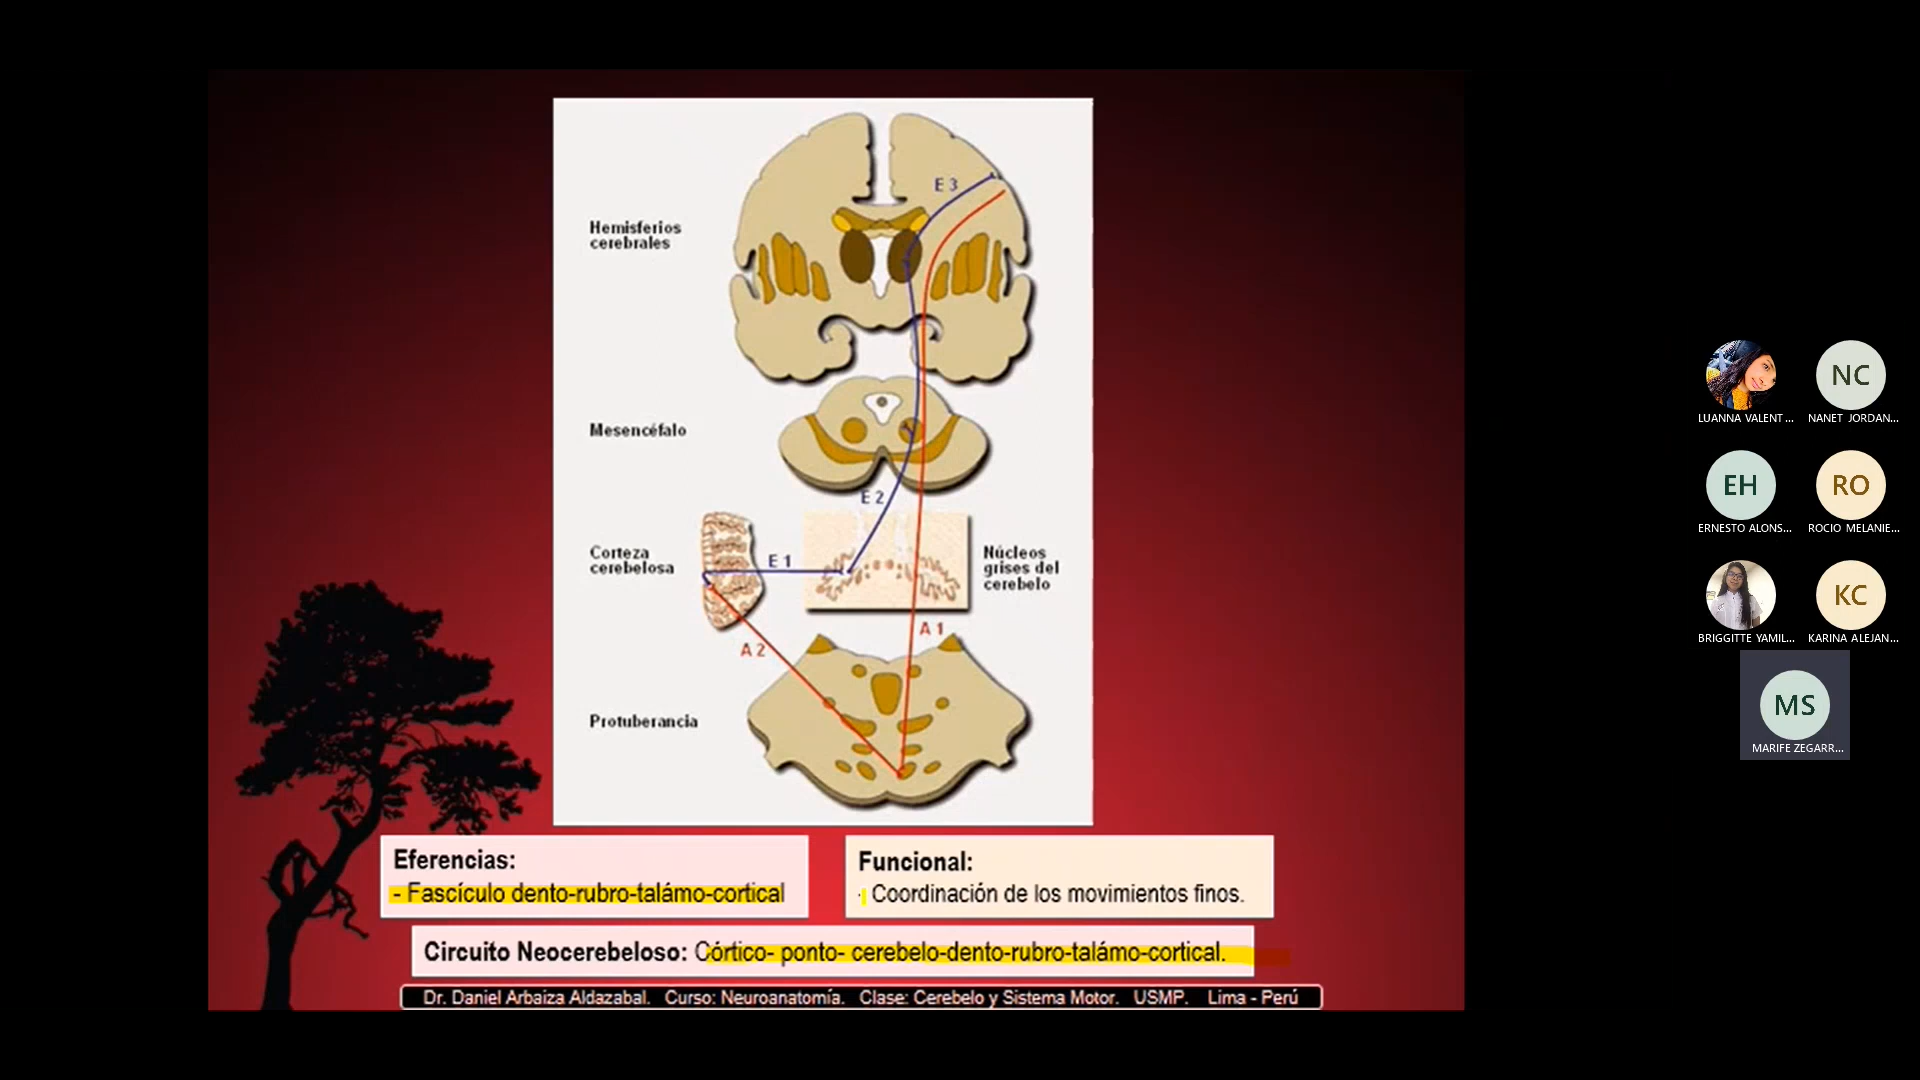 E 3
Hemisferios
cerebrales
Mesencéfalo
E 2
Corteza
cerebelosa
E 1
Núcleos
grises del
cerebelo
A 1
A 2
Protuberancia
Eferencias:
- Fascículo dento-rubro-talámo-cortical
Funcional:
- Coordinación de los movimientos finos.
Circuito Neocerebeloso: Córtico- ponto- cerebelo-dento-rubro-talámo-cortical.
Dr. Daniel Arbaiza Aldazabal. Curso: Neuroanatomía. Clase: Cerebelo y Sistema Motor. USMP. Lima - Perú
LUANNA VALENT...
NC
NANET JORDAN...
EH
ERNESTO ALONS...
RO
ROCIO MELANIE...
BRIGGITTE YAMIL...
KC
KARINA ALEJAN...
MS
MARIFE ZEGARR...